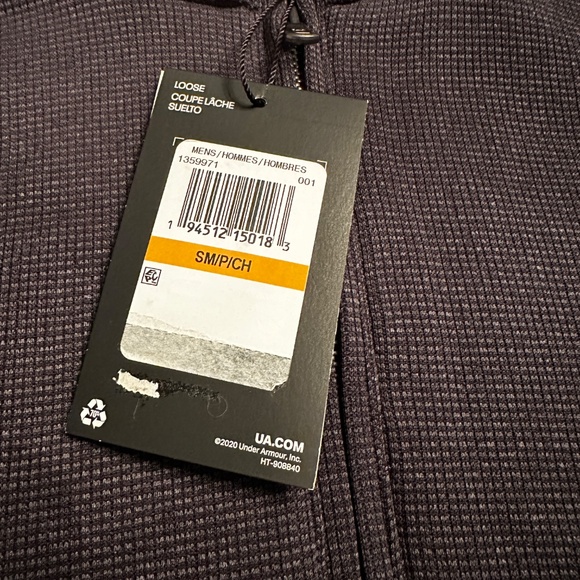 LOOSE
COUPE LÂCHE
SUELTO
MENS/HOMMES/HOMBRES
1359971 001
1 94512 15018 3
SM/P/CH
UA.COM
©2020 Under Armour, Inc.
HT-908840